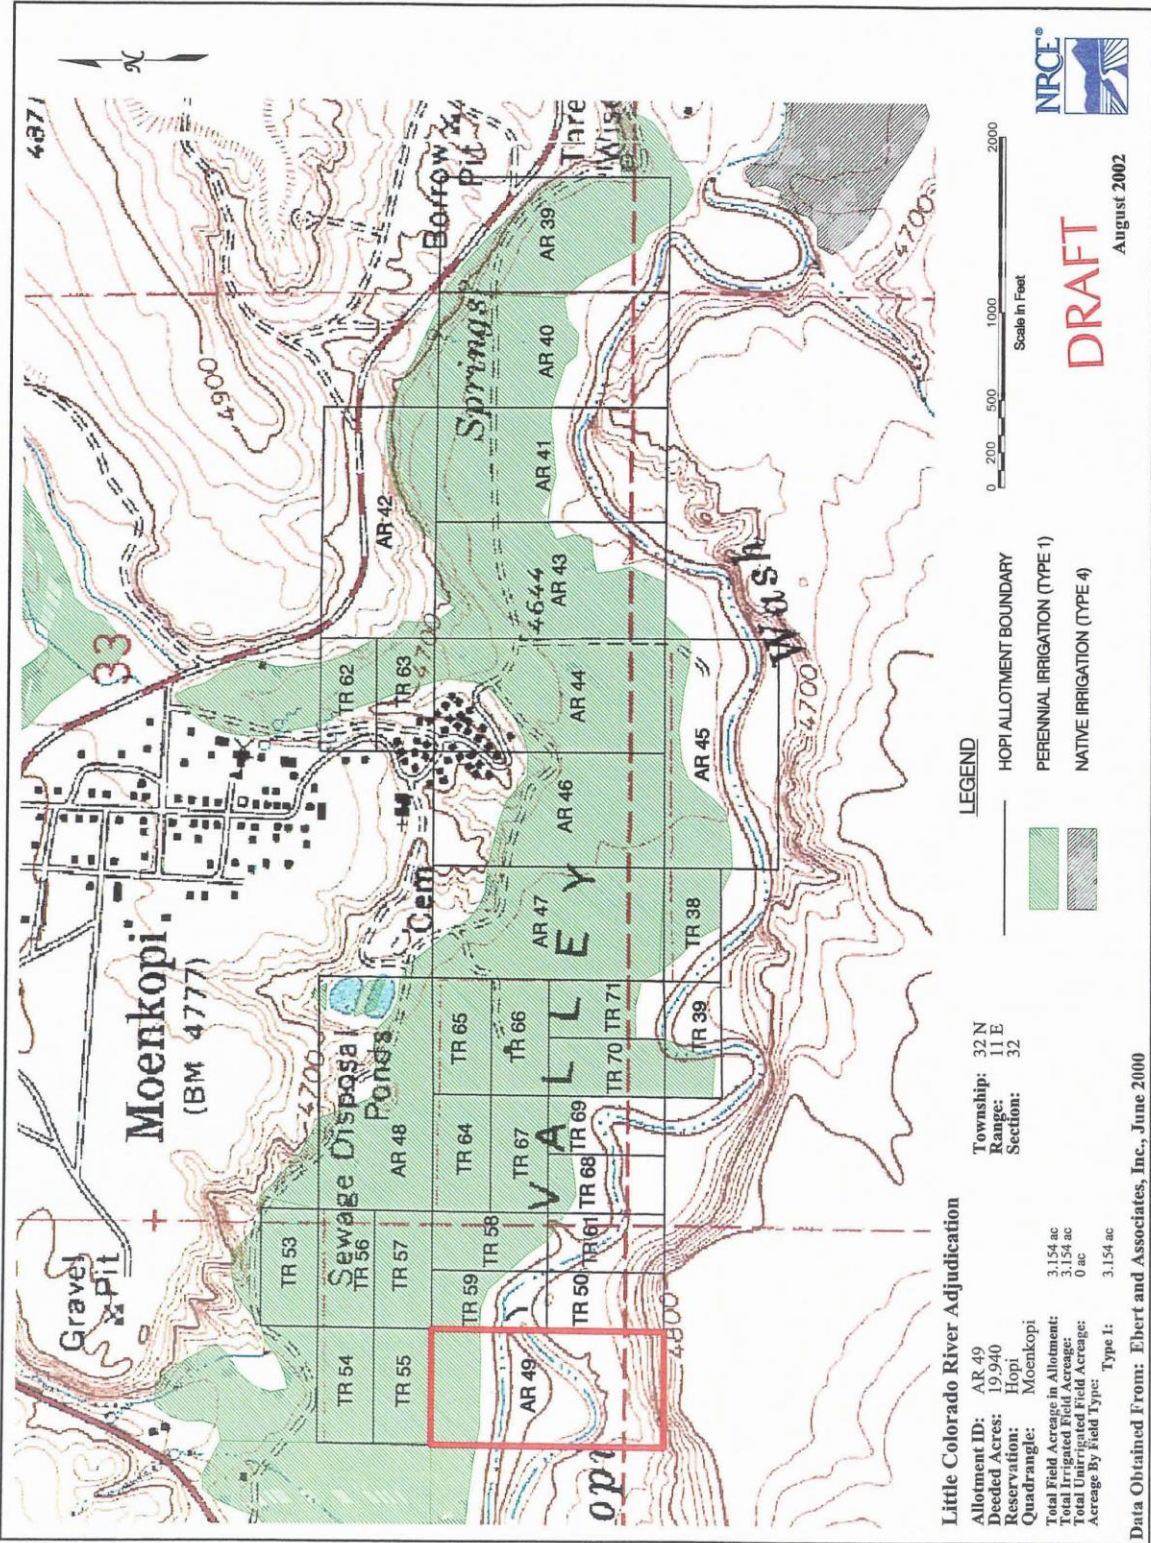 N
4871
Gravel
Pit
Moenkopi
(BM 4777)
33
4900
Borrow
Pit
4700
Sewage Disposal
Ponds
Cem
4700
Springs
4644
TR 53
TR 54
TR 55
TR 56
TR 57
AR 48
TR 62
TR 63
AR 42
TR 59
TR 58
TR 64
TR 65
TR 67
TR 66
AR 47
AR 46
AR 44
AR 43
AR 41
AR 40
AR 39
AR 49
TR 50
TR 61
TR 68
TR 69
TR 70
TR 71
TR 39
TR 38
AR 45
opi
V A L L E Y
Wash
4800
4700
4700
Little Colorado River Adjudication
Allotment ID: AR 49
Deeded Acres: 19.940
Reservation: Hopi
Quadrangle: Moenkopi
Township: 32 N
Range: 11 E
Section: 32
Total Field Acreage in Allotment: 3.154 ac
Total Irrigated Field Acreage: 3.154 ac
Total Unirrigated Field Acreage: 0 ac
Acreage By Field Type: Type 1: 3.154 ac
LEGEND
HOPI ALLOTMENT BOUNDARY
PERENNIAL IRRIGATION (TYPE 1)
NATIVE IRRIGATION (TYPE 4)
0 200 500 1000 2000
Scale in Feet
DRAFT
August 2002
NRCE®
Data Obtained From: Ebert and Associates, Inc., June 2000